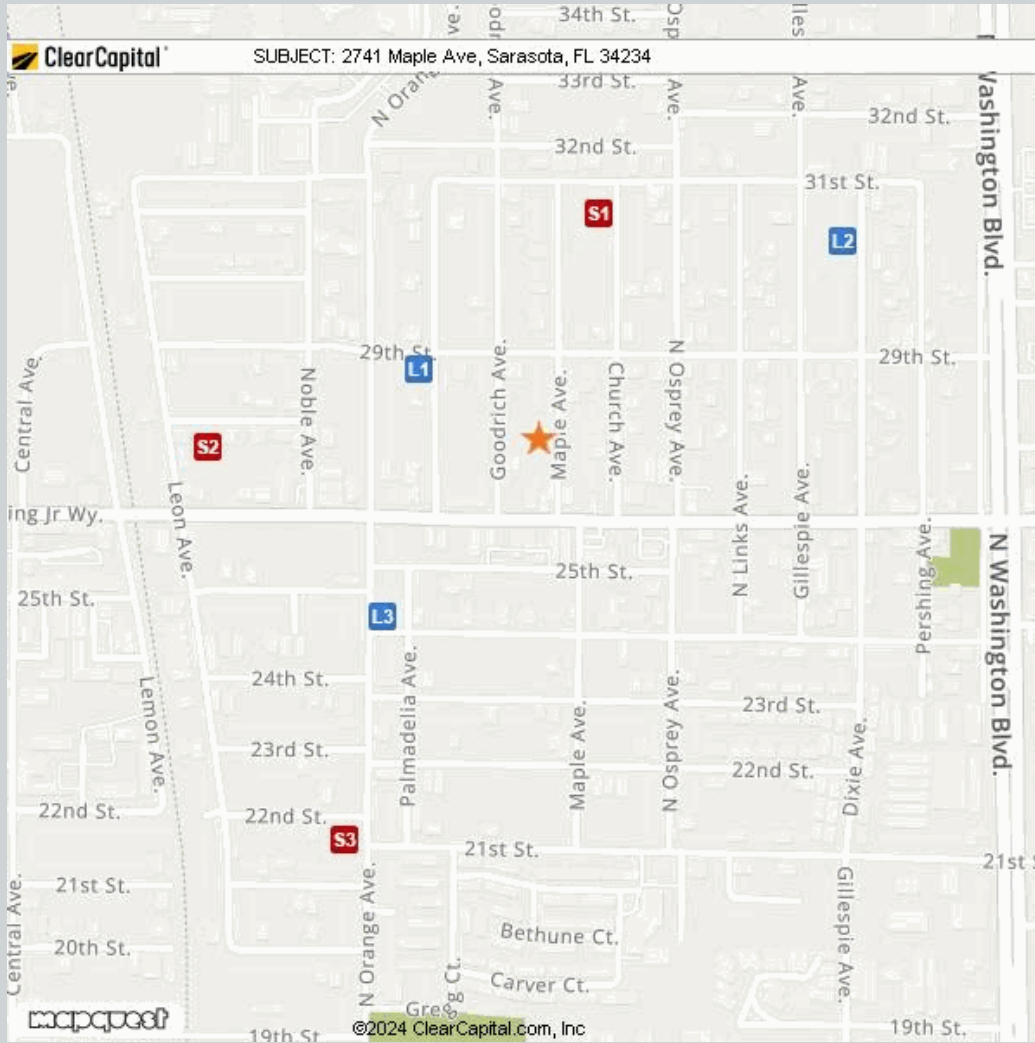 34th St.
ClearCapital
SUBJECT: 2741 Maple Ave, Sarasota, FL 34234
33rd St.
Ave.
Ave.
Ave.
32nd St.
32nd St.
31st St.
Washington Blvd.
S1
L2
29th St.
29th St.
L1
Central Ave.
Noble Ave.
Goodrich Ave.
Maple Ave.
Church Ave.
N Osprey Ave.
S2
Leon Ave.
ing Jr Wy.
N Links Ave.
Gillespie Ave.
Pershing Ave.
N Washington Blvd.
25th St.
25th St.
L3
24th St.
Lemon Ave.
Palmadelia Ave.
Maple Ave.
N Osprey Ave.
23rd St.
23rd St.
22nd St.
Dixie Ave.
22nd St.
22nd St.
S3
21st St.
21st
21st St.
Central Ave.
N Orange Ave.
Gillespie Ave.
20th St.
Bethune Ct.
Carver Ct.
Gregg Ct.
mapquest
19th St.
©2024 ClearCapital.com, Inc
19th St.